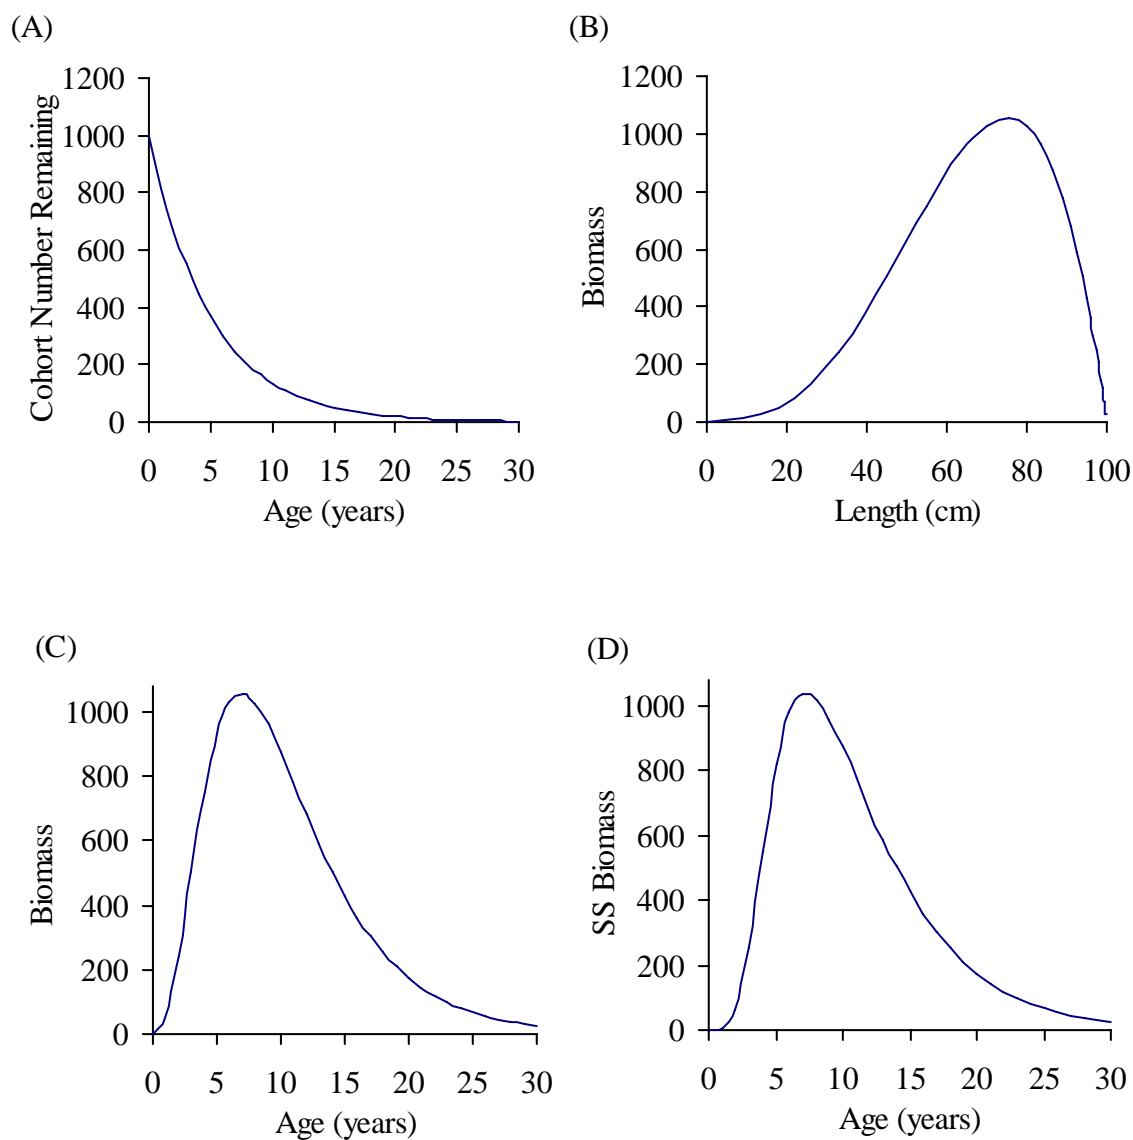 (A)
Cohort Number Remaining
1200
1000
800
600
400
200
0
0 5 10 15 20 25 30
Age (years)
(B)
Biomass
1200
1000
800
600
400
200
0
0 20 40 60 80 100
Length (cm)
(C)
Biomass
1000
800
600
400
200
0
0 5 10 15 20 25 30
Age (years)
(D)
SS Biomass
1000
800
600
400
200
0
0 5 10 15 20 25 30
Age (years)